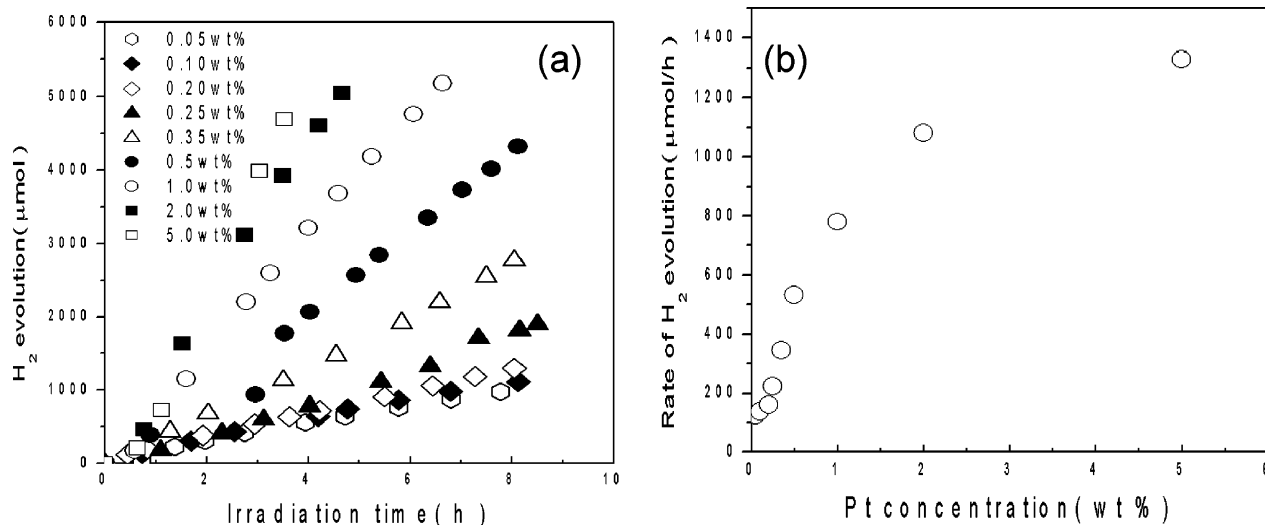 6000
5000
4000
3000
2000
1000
0
0
2
4
6
8
10
H2 evolution(μmol)
Irradiation time(h)
0.05wt%
0.10wt%
0.20wt%
0.25wt%
0.35wt%
0.5wt%
1.0wt%
2.0wt%
5.0wt%
(a)
1400
1200
1000
800
600
400
200
0
0
1
2
3
4
5
6
Rate of H2 evolution(μmol/h)
Pt concentration(wt%)
(b)